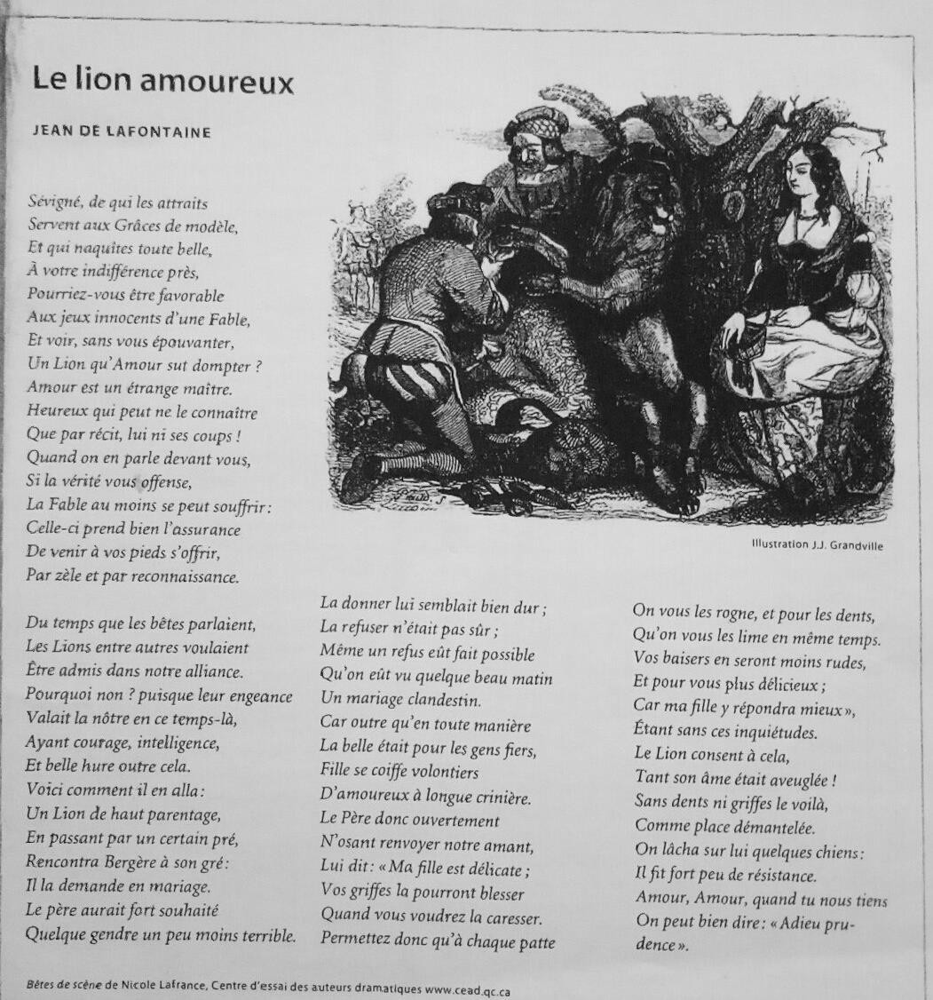 Le lion amoureux
JEAN DE LAFONTAINE
Sévigné, de qui les attraits
Servent aux Grâces de modèle,
Et qui naquîtes toute belle,
À votre indifférence près,
Pourriez-vous être favorable
Aux jeux innocents d'une Fable,
Et voir, sans vous épouvanter,
Un Lion qu'Amour sut dompter ?
Amour est un étrange maître.
Heureux qui peut ne le connaître
Que par récit, lui ni ses coups !
Quand on en parle devant vous,
Si la vérité vous offense,
La Fable au moins se peut souffrir :
Celle-ci prend bien l'assurance
De venir à vos pieds s'offrir,
Par zèle et par reconnaissance.
Illustration J.J. Grandville
Du temps que les bêtes parlaient,
Les Lions entre autres voulaient
Être admis dans notre alliance.
Pourquoi non ? puisque leur engeance
Valait la nôtre en ce temps-là,
Ayant courage, intelligence,
Et belle hure outre cela.
Voici comment il en alla :
Un Lion de haut parentage,
En passant par un certain pré,
Rencontra Bergère à son gré :
Il la demande en mariage.
Le père aurait fort souhaité
Quelque gendre un peu moins terrible.
La donner lui semblait bien dur ;
La refuser n'était pas sûr ;
Même un refus eût fait possible
Qu'on eût vu quelque beau matin
Un mariage clandestin.
Car outre qu'en toute manière
La belle était pour les gens fiers,
Fille se coiffe volontiers
D'amoureux à longue crinière.
Le Père donc ouvertement
N'osant renvoyer notre amant,
Lui dit : « Ma fille est délicate ;
Vos griffes la pourront blesser
Quand vous voudrez la caresser.
Permettez donc qu'à chaque patte
On vous les rogne, et pour les dents,
Qu'on vous les lime en même temps.
Vos baisers en seront moins rudes,
Et pour vous plus délicieux ;
Car ma fille y répondra mieux »,
Étant sans ces inquiétudes.
Le Lion consent à cela,
Tant son âme était aveuglée !
Sans dents ni griffes le voilà,
Comme place démantelée.
On lâcha sur lui quelques chiens :
Il fit fort peu de résistance.
Amour, Amour, quand tu nous tiens
On peut bien dire : « Adieu pru-
dence ».
Bêtes de scène de Nicole Lafrance, Centre d'essai des auteurs dramatiques www.cead.qc.ca